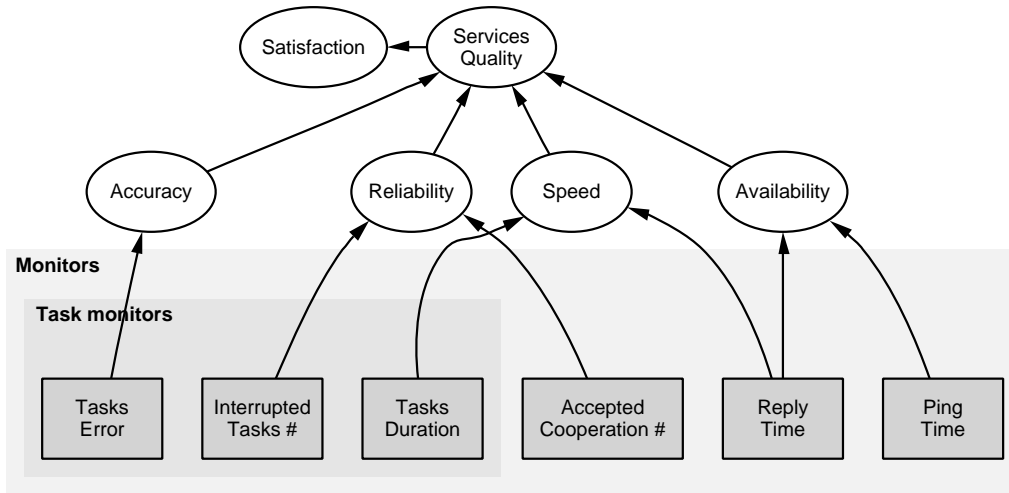 Satisfaction
Services
Quality
Accuracy
Reliability
Speed
Availability
Monitors
Task monitors
Tasks
Error
Interrupted
Tasks #
Tasks
Duration
Accepted
Cooperation #
Reply
Time
Ping
Time